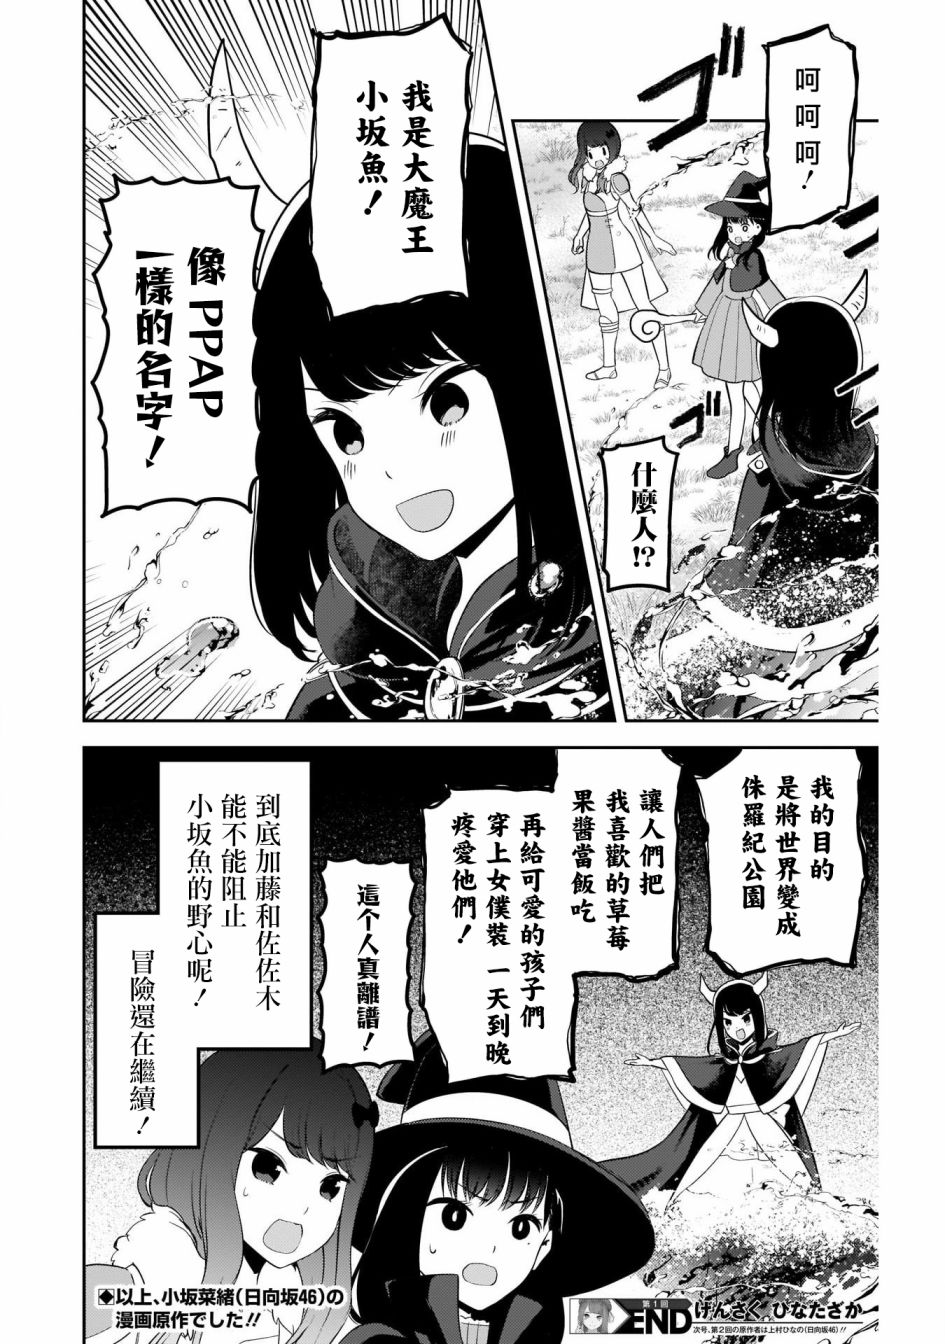 呵呵呵！
ゴゴゴゴ
什麼人!?
我是大魔王
小坂魚！
像PPAP
一樣的名字！
我的目的
是將世界變成
侏羅紀公園
讓人們把
我喜歡的草莓
果醬當飯吃
再給可愛的孩子們
穿上女僕裝 一天到晚
疼愛他們！
這个人真離譜！
到底加藤和佐佐木
能不能阻止
小坂魚的野心呢！
冒險還在繼續！
◆以上、小坂菜緒（日向坂46）の
漫画原作でした!!
第1回
END
げんさく ひなたざか
次号、第2回の原作者は上村ひなの（日向坂46）!!